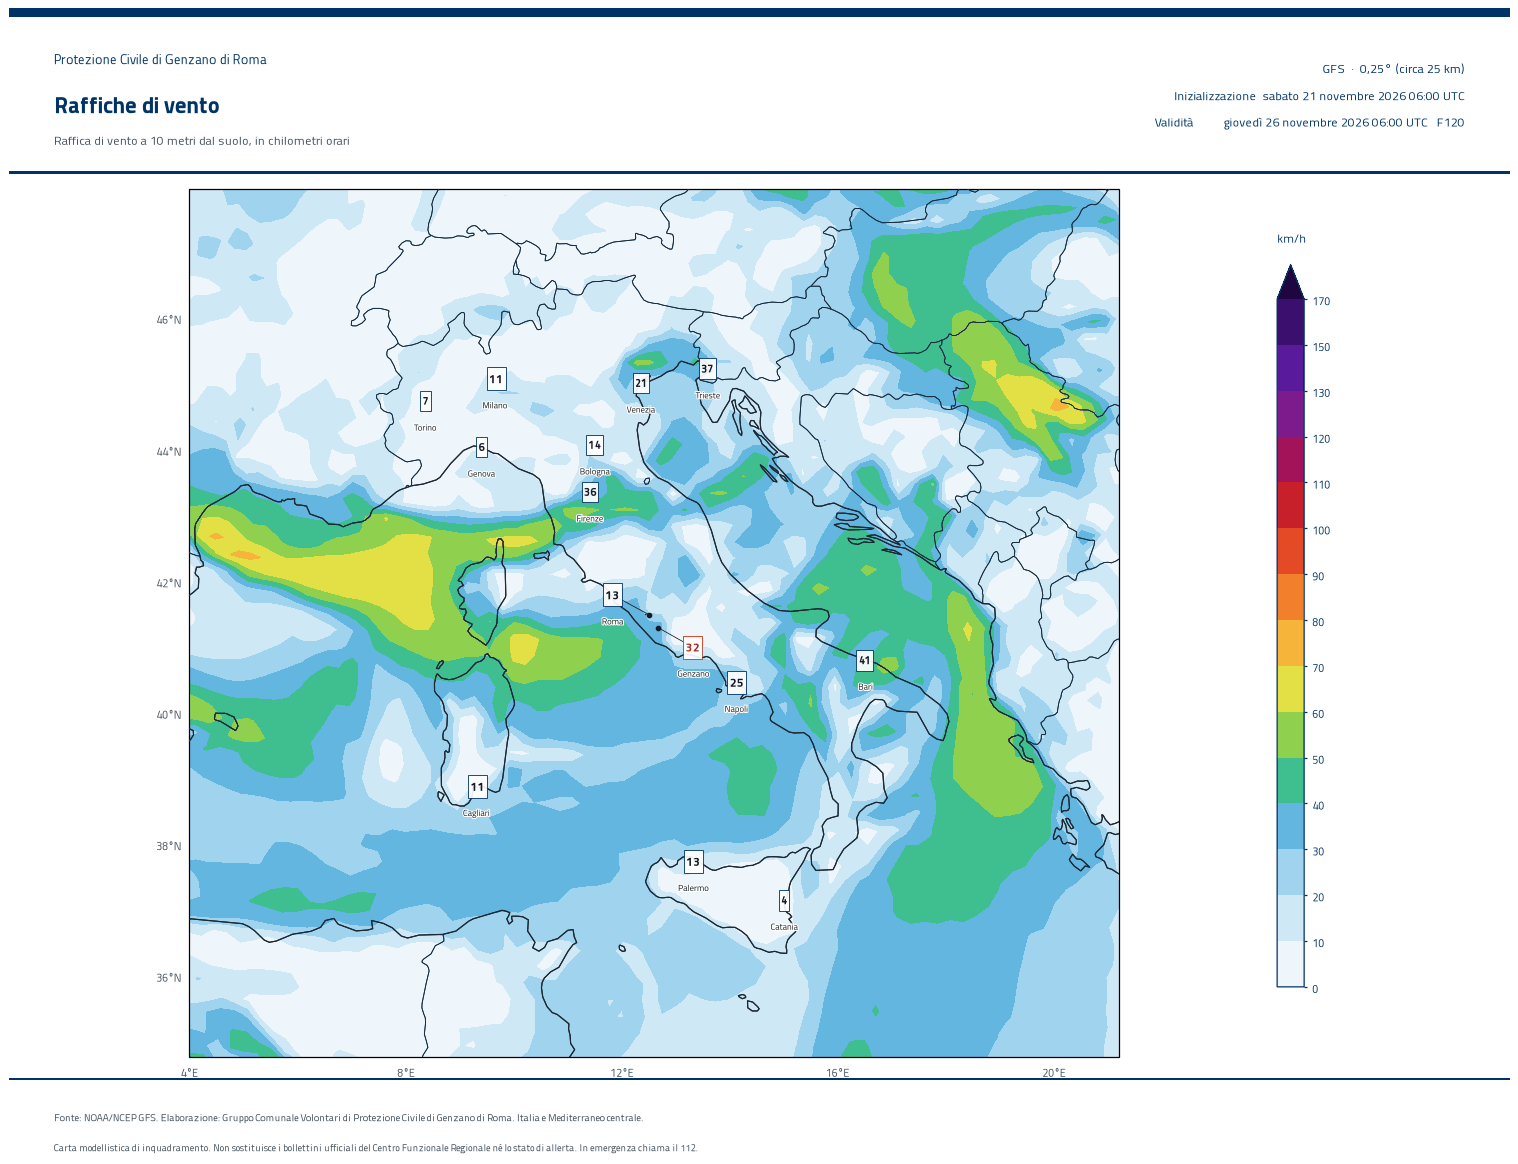 Protezione Civile di Genzano di Roma
Raffiche di vento
Raffica di vento a 10 metri dal suolo, in chilometri orari
GFS · 0,25° (circa 25 km)
Inizializzazione sabato 21 novembre 2026 06:00 UTC
Validità giovedì 26 novembre 2026 06:00 UTC F120
km/h
170
150
130
120
110
100
90
80
70
60
50
40
30
20
10
0
46°N
44°N
42°N
40°N
38°N
36°N
4°E
8°E
12°E
16°E
20°E
37
Trieste
11
Milano
21
Venezia
7
Torino
6
Genova
14
Bologna
36
Firenze
13
Roma
32
Genzano
41
Bari
25
Napoli
11
Cagliari
13
Palermo
4
Catania
Fonte: NOAA/NCEP GFS. Elaborazione: Gruppo Comunale Volontari di Protezione Civile di Genzano di Roma. Italia e Mediterraneo centrale.
Carta modellistica di inquadramento. Non sostituisce i bollettini ufficiali del Centro Funzionale Regionale né lo stato di allerta. In emergenza chiama il 112.